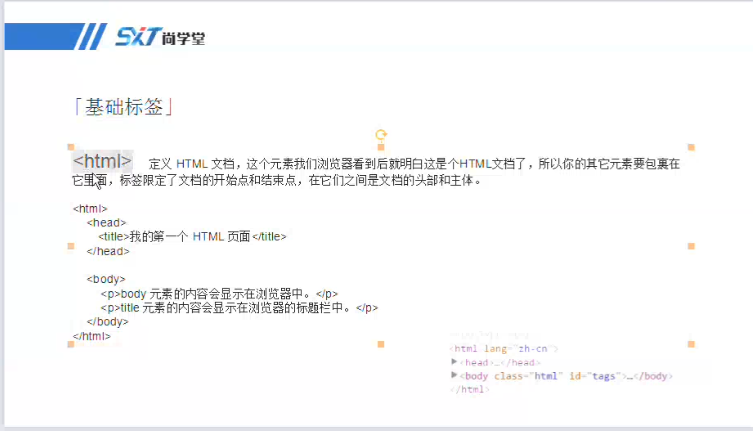 SXT尚学堂
「基础标签」
<html> 定义 HTML 文档，这个元素我们浏览器看到后就明白这是个HTML文档了，所以你的其它元素要包裹在
它里面，标签限定了文档的开始点和结束点，在它们之间是文档的头部和主体。
<html>
<head>
<title>我的第一个 HTML 页面</title>
</head>
<body>
<p>body 元素的内容会显示在浏览器中。</p>
<p>title 元素的内容会显示在浏览器的标题栏中。</p>
</body>
</html>
<html lang="zh-cn">
<head>…</head>
<body class="html" id="tags">…</body>
</html>